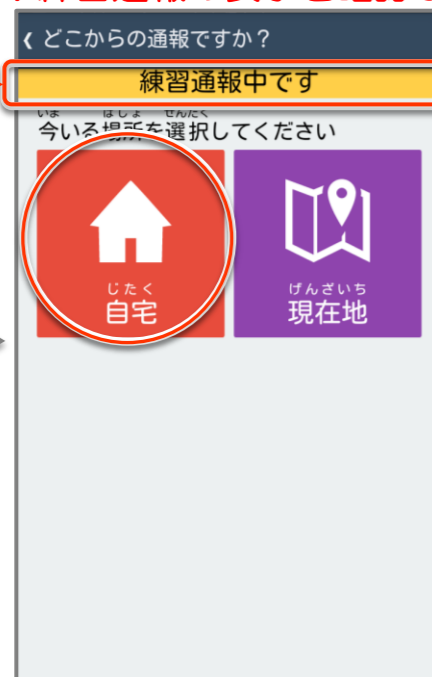 どこからの通報ですか？
練習通報中です
いま ばしょ せんたく
今いる場所を選択してください
じたく
自宅
げんざいち
現在地